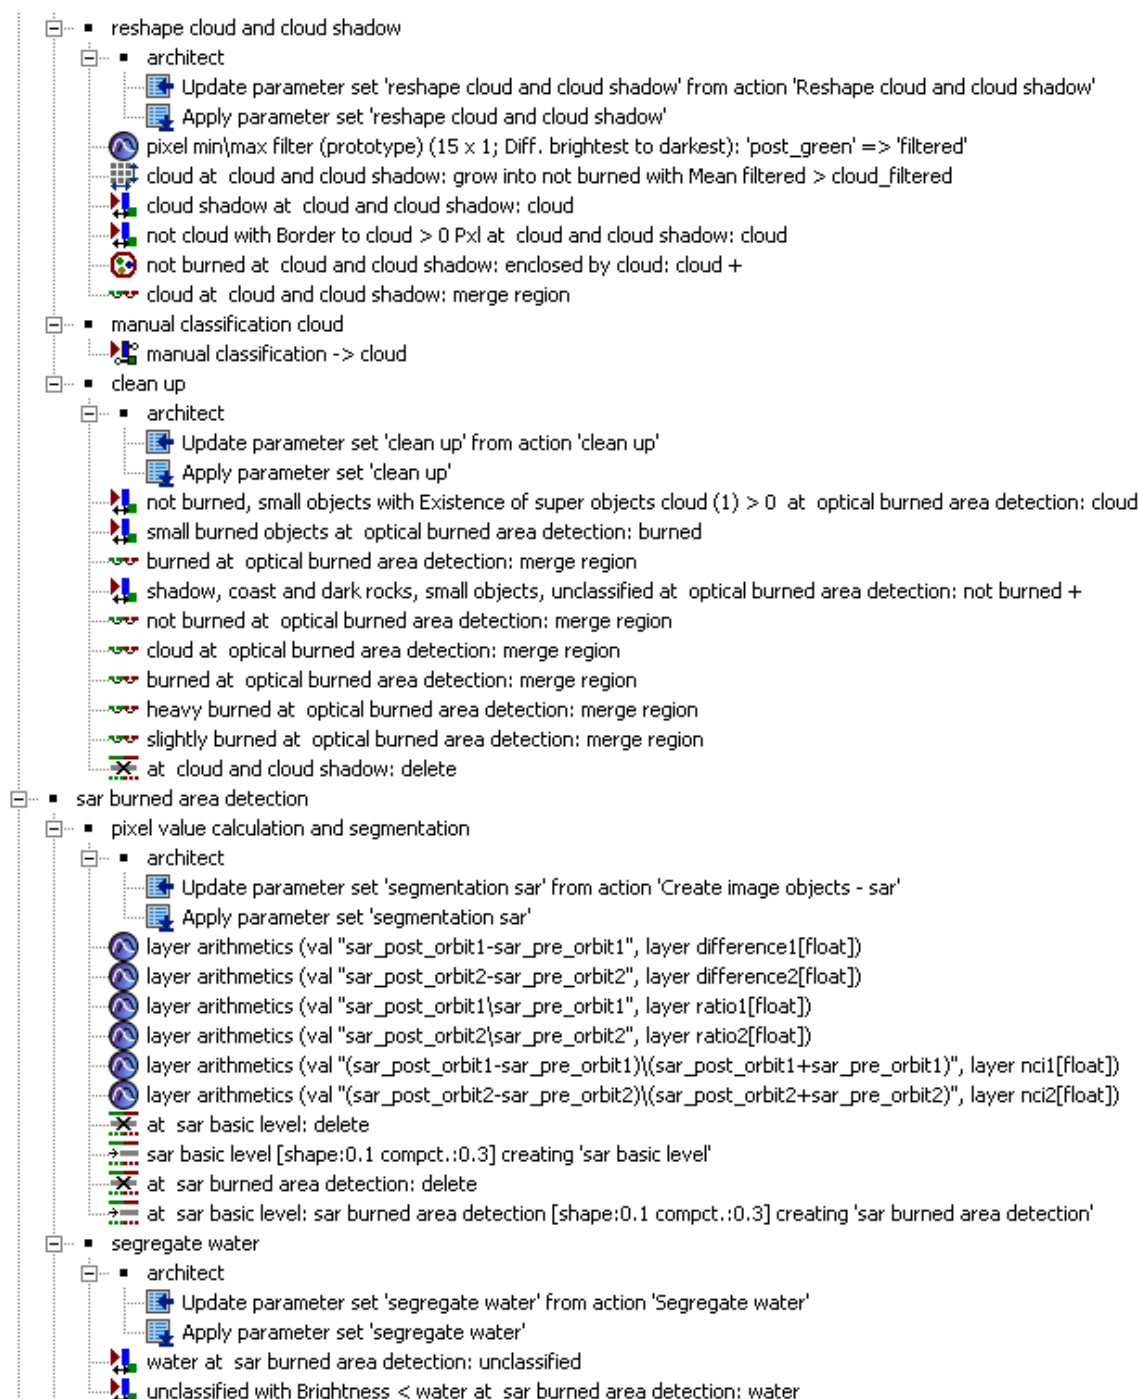 reshape cloud and cloud shadow
architect
Update parameter set 'reshape cloud and cloud shadow' from action 'Reshape cloud and cloud shadow'
Apply parameter set 'reshape cloud and cloud shadow'
pixel min\max filter (prototype) (15 x 1; Diff. brightest to darkest): 'post_green' => 'filtered'
cloud at  cloud and cloud shadow: grow into not burned with Mean filtered > cloud_filtered
cloud shadow at  cloud and cloud shadow: cloud
not cloud with Border to cloud > 0 Pxl at  cloud and cloud shadow: cloud
not burned at  cloud and cloud shadow: enclosed by cloud: cloud +
cloud at  cloud and cloud shadow: merge region
manual classification cloud
manual classification -> cloud
clean up
architect
Update parameter set 'clean up' from action 'clean up'
Apply parameter set 'clean up'
not burned, small objects with Existence of super objects cloud (1) > 0  at  optical burned area detection: cloud
small burned objects at  optical burned area detection: burned
burned at  optical burned area detection: merge region
shadow, coast and dark rocks, small objects, unclassified at  optical burned area detection: not burned +
not burned at  optical burned area detection: merge region
cloud at  optical burned area detection: merge region
burned at  optical burned area detection: merge region
heavy burned at  optical burned area detection: merge region
slightly burned at  optical burned area detection: merge region
at  cloud and cloud shadow: delete
sar burned area detection
pixel value calculation and segmentation
architect
Update parameter set 'segmentation sar' from action 'Create image objects - sar'
Apply parameter set 'segmentation sar'
layer arithmetics (val "sar_post_orbit1-sar_pre_orbit1", layer difference1[float])
layer arithmetics (val "sar_post_orbit2-sar_pre_orbit2", layer difference2[float])
layer arithmetics (val "sar_post_orbit1\sar_pre_orbit1", layer ratio1[float])
layer arithmetics (val "sar_post_orbit2\sar_pre_orbit2", layer ratio2[float])
layer arithmetics (val "(sar_post_orbit1-sar_pre_orbit1)\(sar_post_orbit1+sar_pre_orbit1)", layer nci1[float])
layer arithmetics (val "(sar_post_orbit2-sar_pre_orbit2)\(sar_post_orbit2+sar_pre_orbit2)", layer nci2[float])
at  sar basic level: delete
sar basic level [shape:0.1 compct.:0.3] creating 'sar basic level'
at  sar burned area detection: delete
at  sar basic level: sar burned area detection [shape:0.1 compct.:0.3] creating 'sar burned area detection'
segregate water
architect
Update parameter set 'segregate water' from action 'Segregate water'
Apply parameter set 'segregate water'
water at  sar burned area detection: unclassified
unclassified with Brightness < water at  sar burned area detection: water